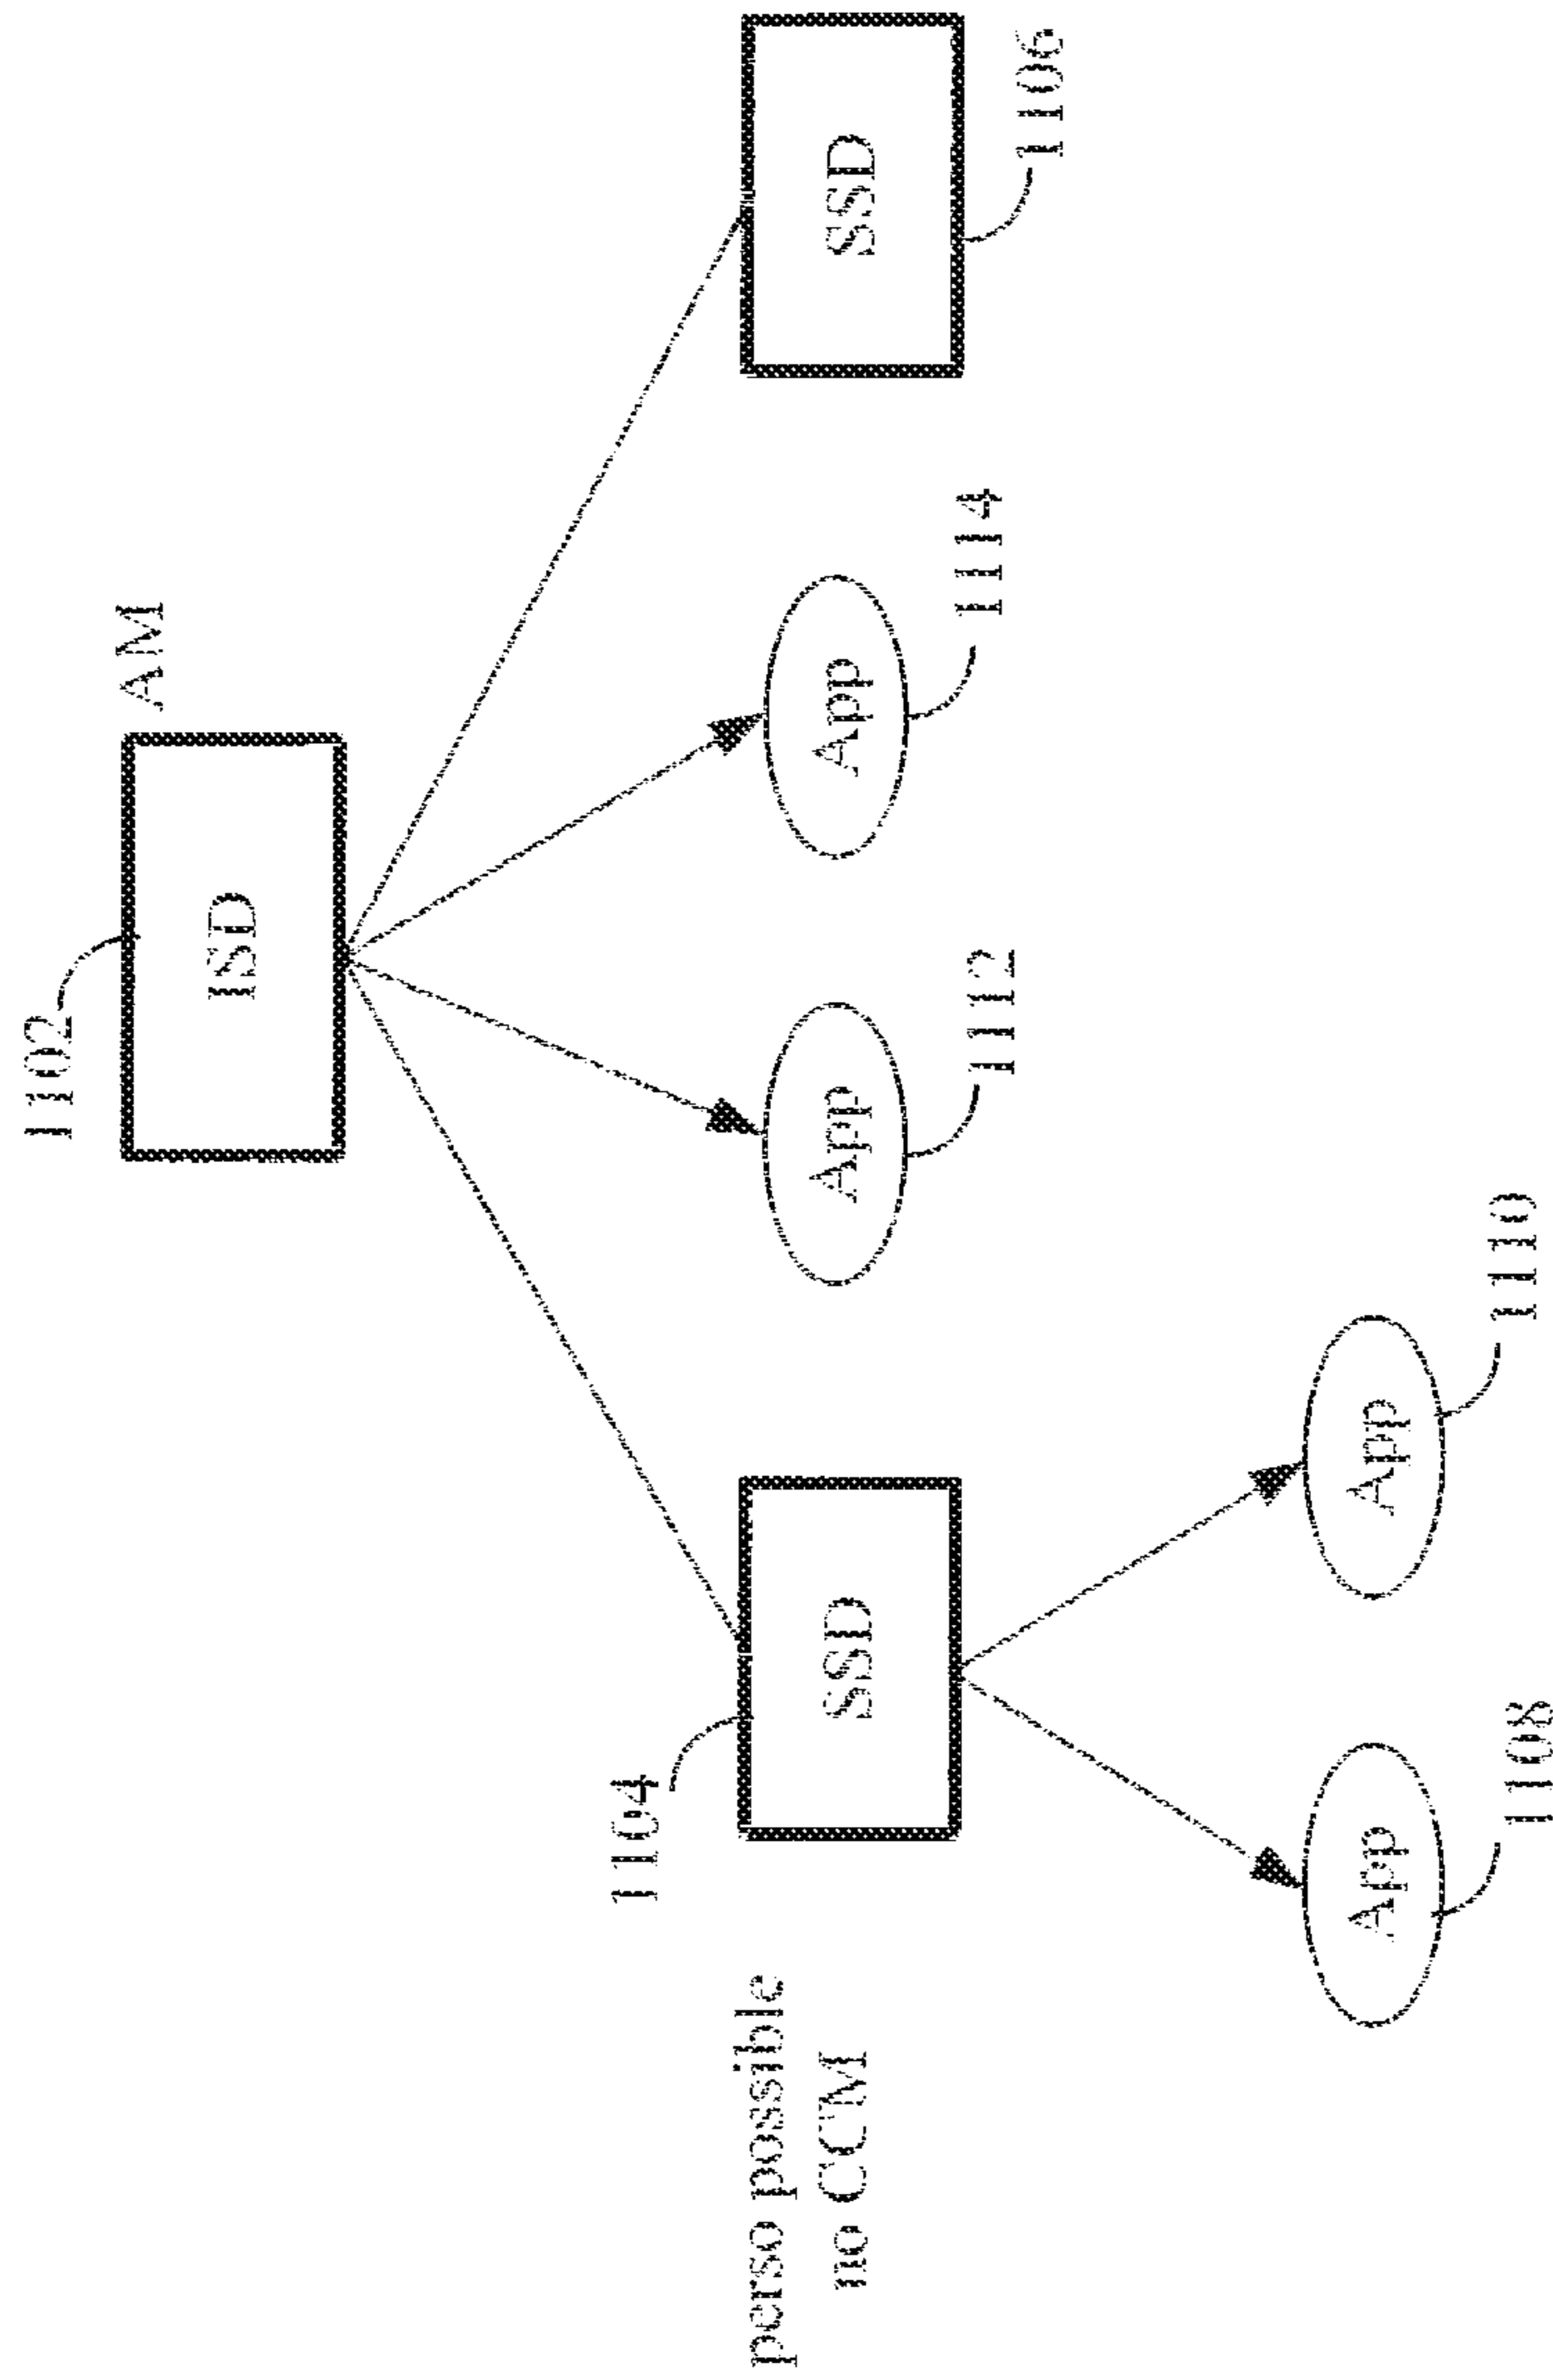 1102
ISD
AM
1104
perso possible
no CCM
SSD
App
1112
App
1114
SSD
1106
App
1108
App
1110